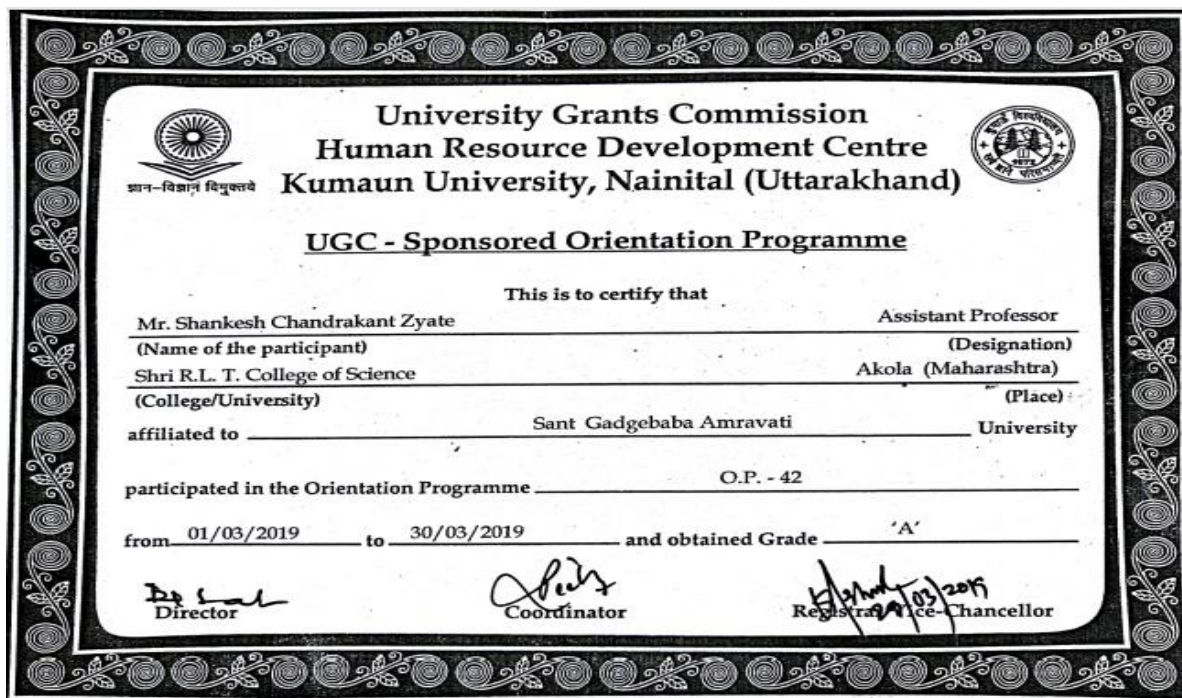 University Grants Commission
Human Resource Development Centre
Kumaun University, Nainital (Uttarakhand)
ज्ञान-विज्ञानं विमुक्तये
UGC - Sponsored Orientation Programme
This is to certify that
Mr. Shankesh Chandrakant Zyate Assistant Professor
(Name of the participant) (Designation)
Shri R.L. T. College of Science Akola (Maharashtra)
(College/University) (Place)
affiliated to Sant Gadgebaba Amravati University
participated in the Orientation Programme O.P. - 42
from 01/03/2019 to 30/03/2019 and obtained Grade 'A'
Director Coordinator Registrar/Vice-Chancellor
29/03/2019